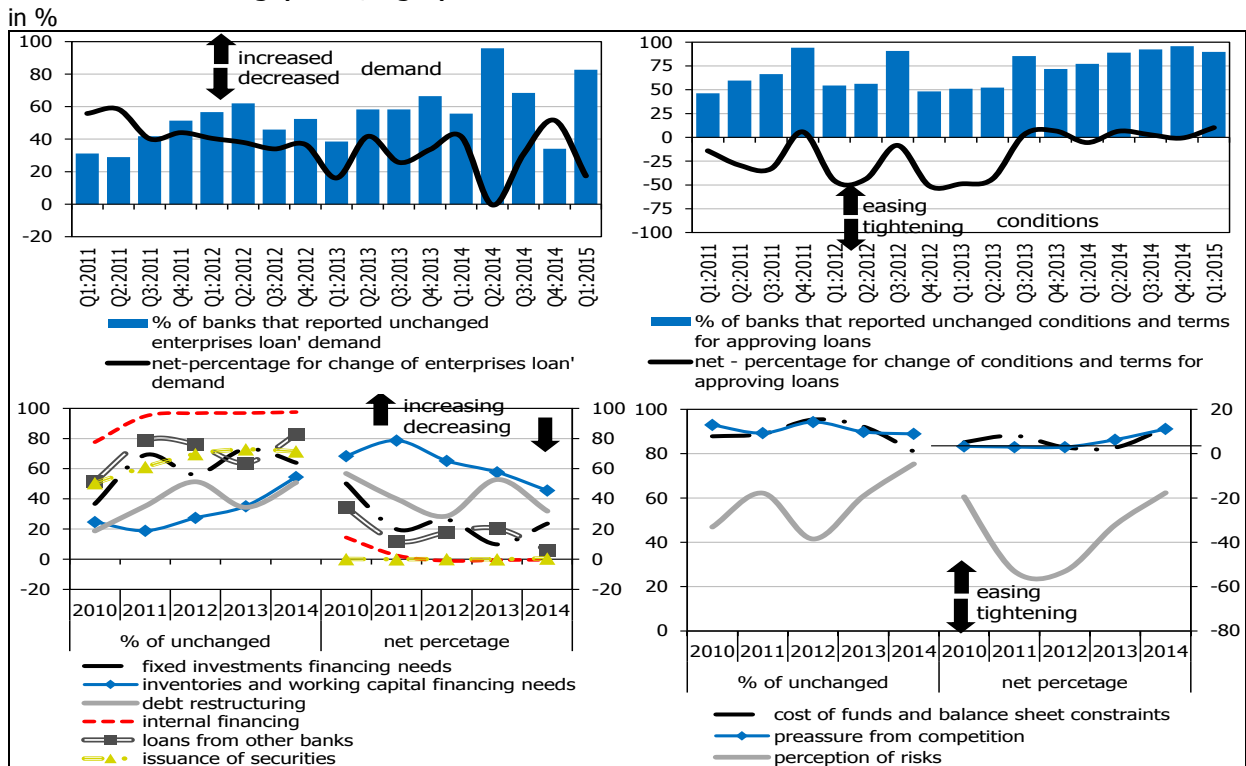 in %
100
80
60
40
20
0
-20
increased
decreased
demand
Q1:2011
Q2:2011
Q3:2011
Q4:2011
Q1:2012
Q2:2012
Q3:2012
Q4:2012
Q1:2013
Q2:2013
Q3:2013
Q4:2013
Q1:2014
Q2:2014
Q3:2014
Q4:2014
Q1:2015
% of banks that reported unchanged
enterprises loan' demand
net-percentage for change of enterprises loan'
demand
100
75
50
25
0
-25
-50
-75
-100
easing
tightening
conditions
Q1:2011
Q2:2011
Q3:2011
Q4:2011
Q1:2012
Q2:2012
Q3:2012
Q4:2012
Q1:2013
Q2:2013
Q3:2013
Q4:2013
Q1:2014
Q2:2014
Q3:2014
Q4:2014
Q1:2015
% of banks that reported unchanged conditions and terms
for approving loans
net - percentage for change of conditions and terms for
approving loans
100
80
60
40
20
0
-20
increasing
decreasing
100
80
60
40
20
0
-20
2010 2011 2012 2013 2014 2010 2011 2012 2013 2014
% of unchanged net percetage
fixed investments financing needs
inventories and working capital financing needs
debt restructuring
internal financing
loans from other banks
issuance of securities
100
80
60
40
20
0
easing
tightening
20
0
-20
-40
-60
-80
2010 2011 2012 2013 2014 2010 2011 2012 2013 2014
% of unchanged net percetage
cost of funds and balance sheet constraints
preassure from competition
perception of risks